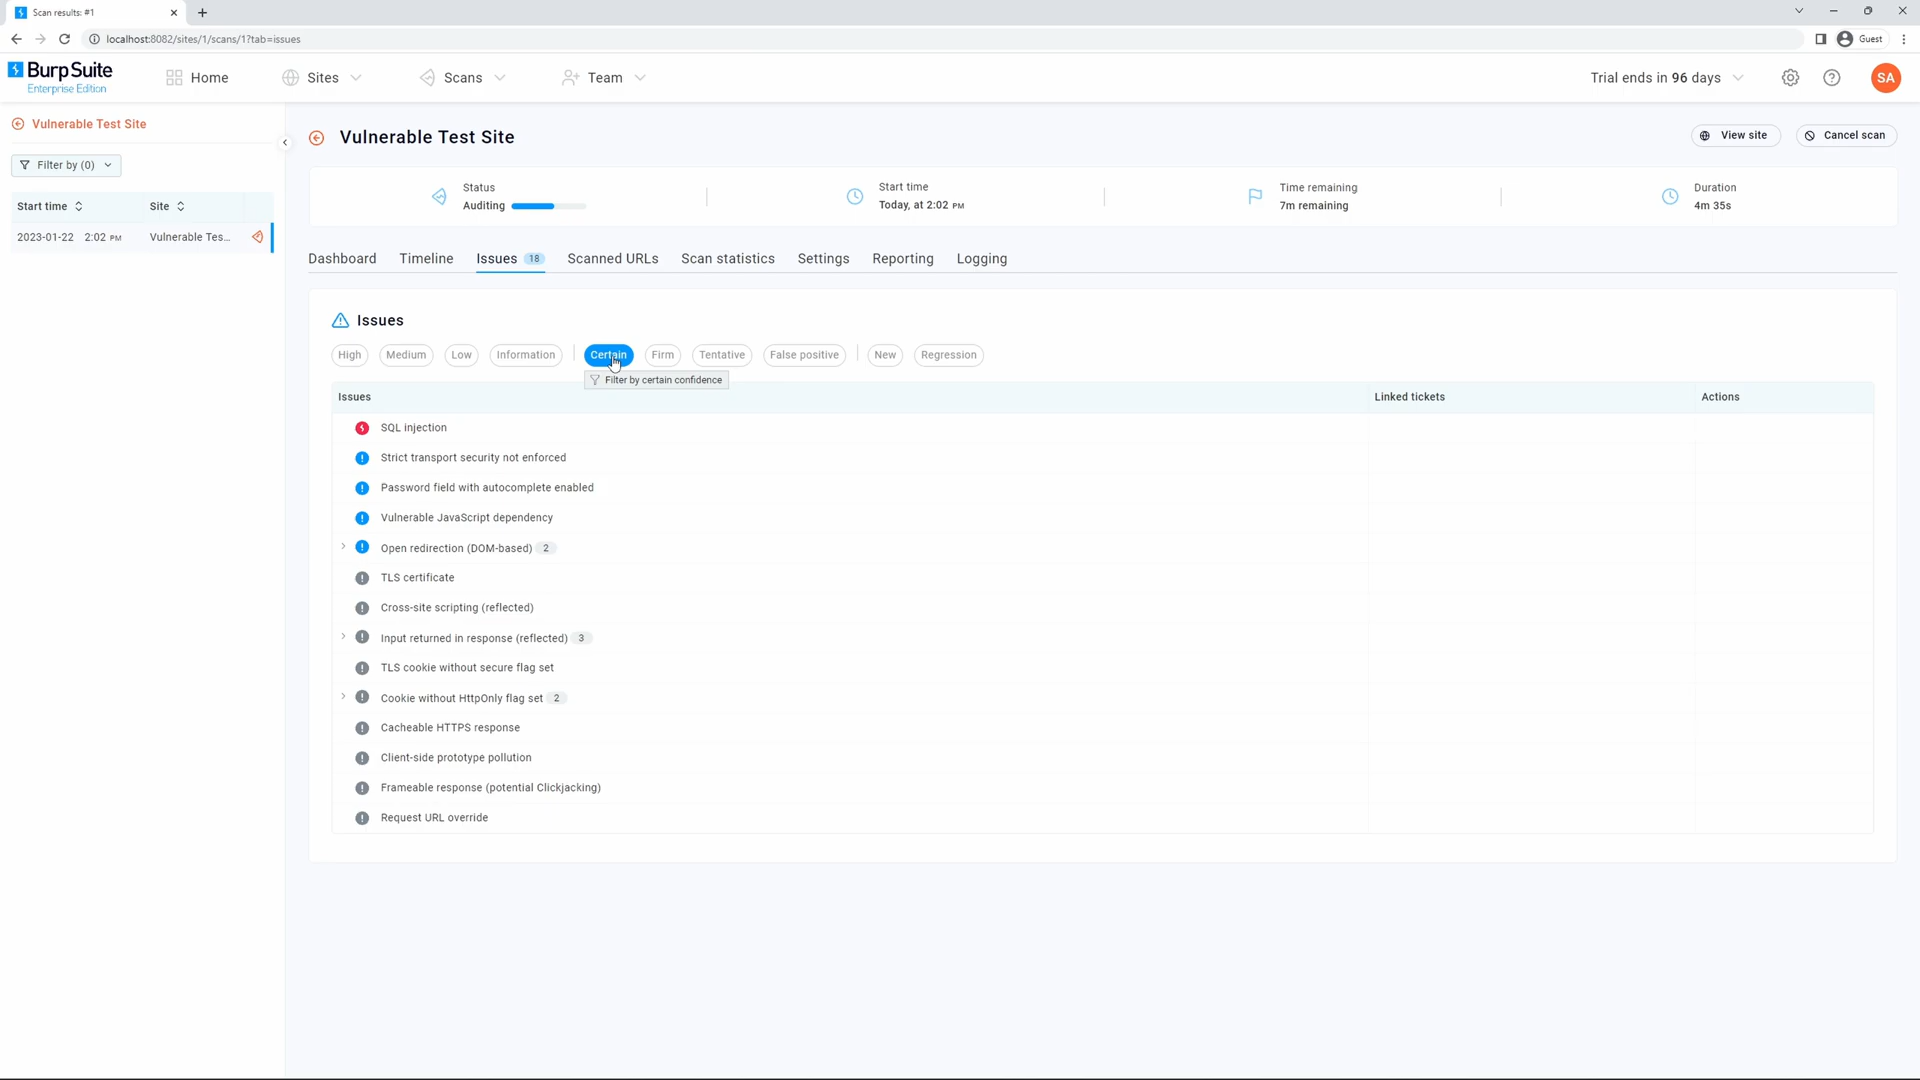 Scan results: #1
localhost:8082/sites/1/scans/1?tab=issues
Guest
Burp Suite
Enterprise Edition
Home
Sites
Scans
Team
Trial ends in 96 days
SA
Vulnerable Test Site
Filter by (0)
Start time
Site
2023-01-22 2:02 PM
Vulnerable Tes...
Vulnerable Test Site
View site
Cancel scan
Status
Auditing
Start time
Today, at 2:02 PM
Time remaining
7m remaining
Duration
4m 35s
Dashboard
Timeline
Issues 18
Scanned URLs
Scan statistics
Settings
Reporting
Logging
Issues
High
Medium
Low
Information
Certain
Firm
Tentative
False positive
New
Regression
Filter by certain confidence
Issues
Linked tickets
Actions
SQL injection
Strict transport security not enforced
Password field with autocomplete enabled
Vulnerable JavaScript dependency
Open redirection (DOM-based) 2
TLS certificate
Cross-site scripting (reflected)
Input returned in response (reflected) 3
TLS cookie without secure flag set
Cookie without HttpOnly flag set 2
Cacheable HTTPS response
Client-side prototype pollution
Frameable response (potential Clickjacking)
Request URL override